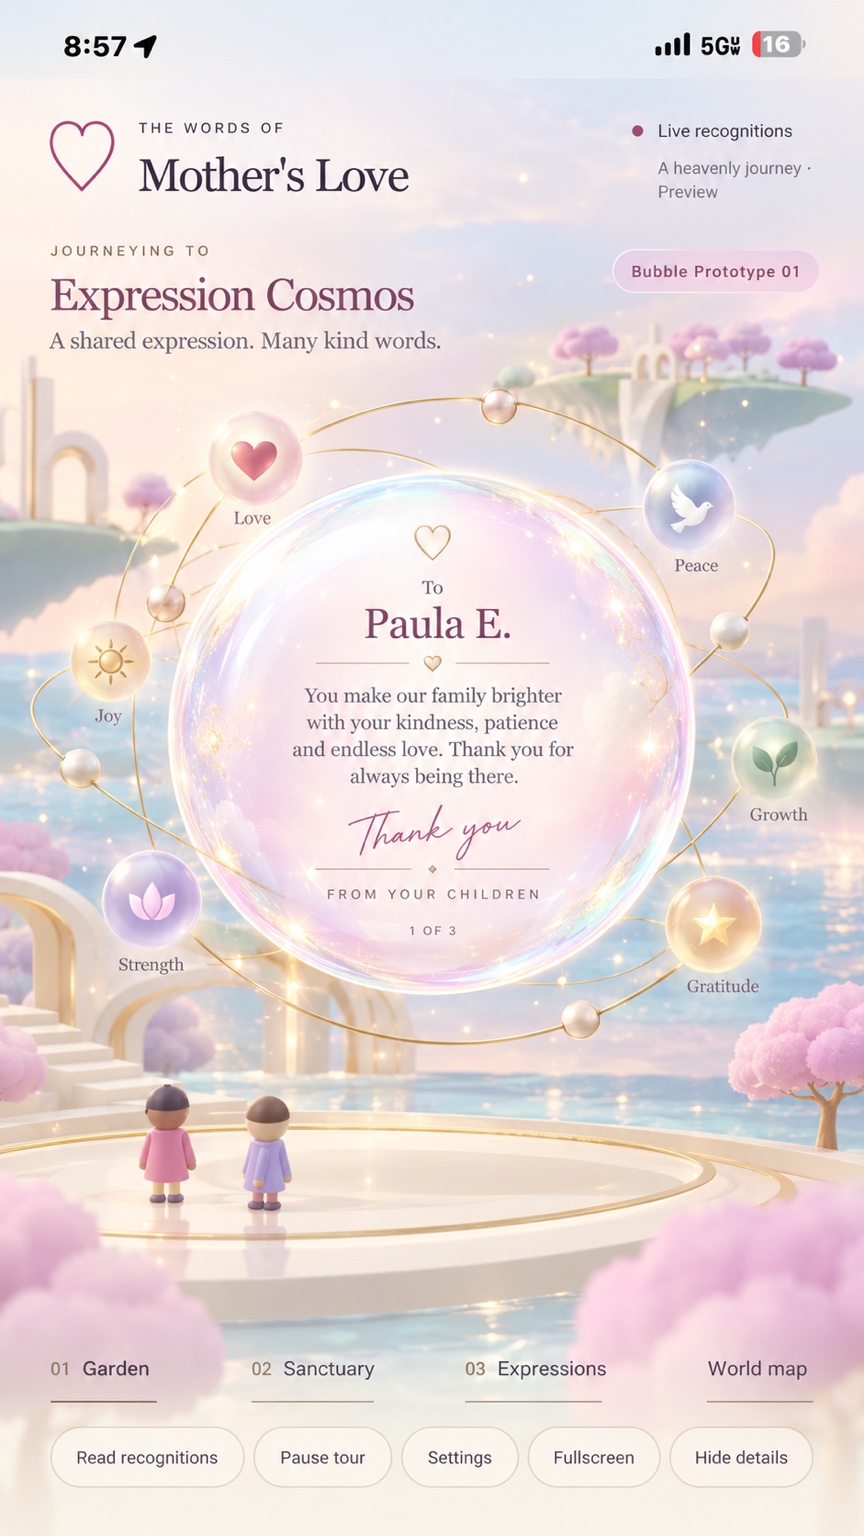 8:57
5GUW
16
THE WORDS OF
Mother's Love
Live recognitions
A heavenly journey ·
Preview
JOURNEYING TO
Expression Cosmos
A shared expression. Many kind words.
Bubble Prototype 01
Love
Peace
Joy
Growth
Strength
Gratitude
To
Paula E.
You make our family brighter
with your kindness, patience
and endless love. Thank you for
always being there.
Thank you
FROM YOUR CHILDREN
1 OF 3
01 Garden
02 Sanctuary
03 Expressions
World map
Read recognitions
Pause tour
Settings
Fullscreen
Hide details